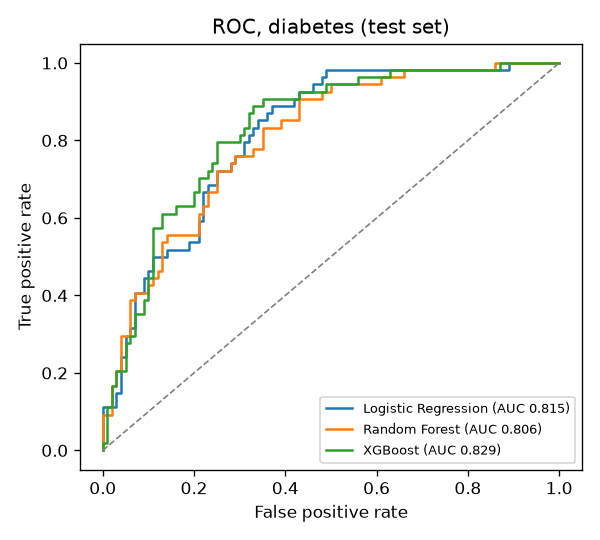 ROC, diabetes (test set)
True positive rate
1.0
0.8
0.6
0.4
0.2
0.0
Logistic Regression (AUC 0.815)
Random Forest (AUC 0.806)
XGBoost (AUC 0.829)
0.0 0.2 0.4 0.6 0.8 1.0
False positive rate